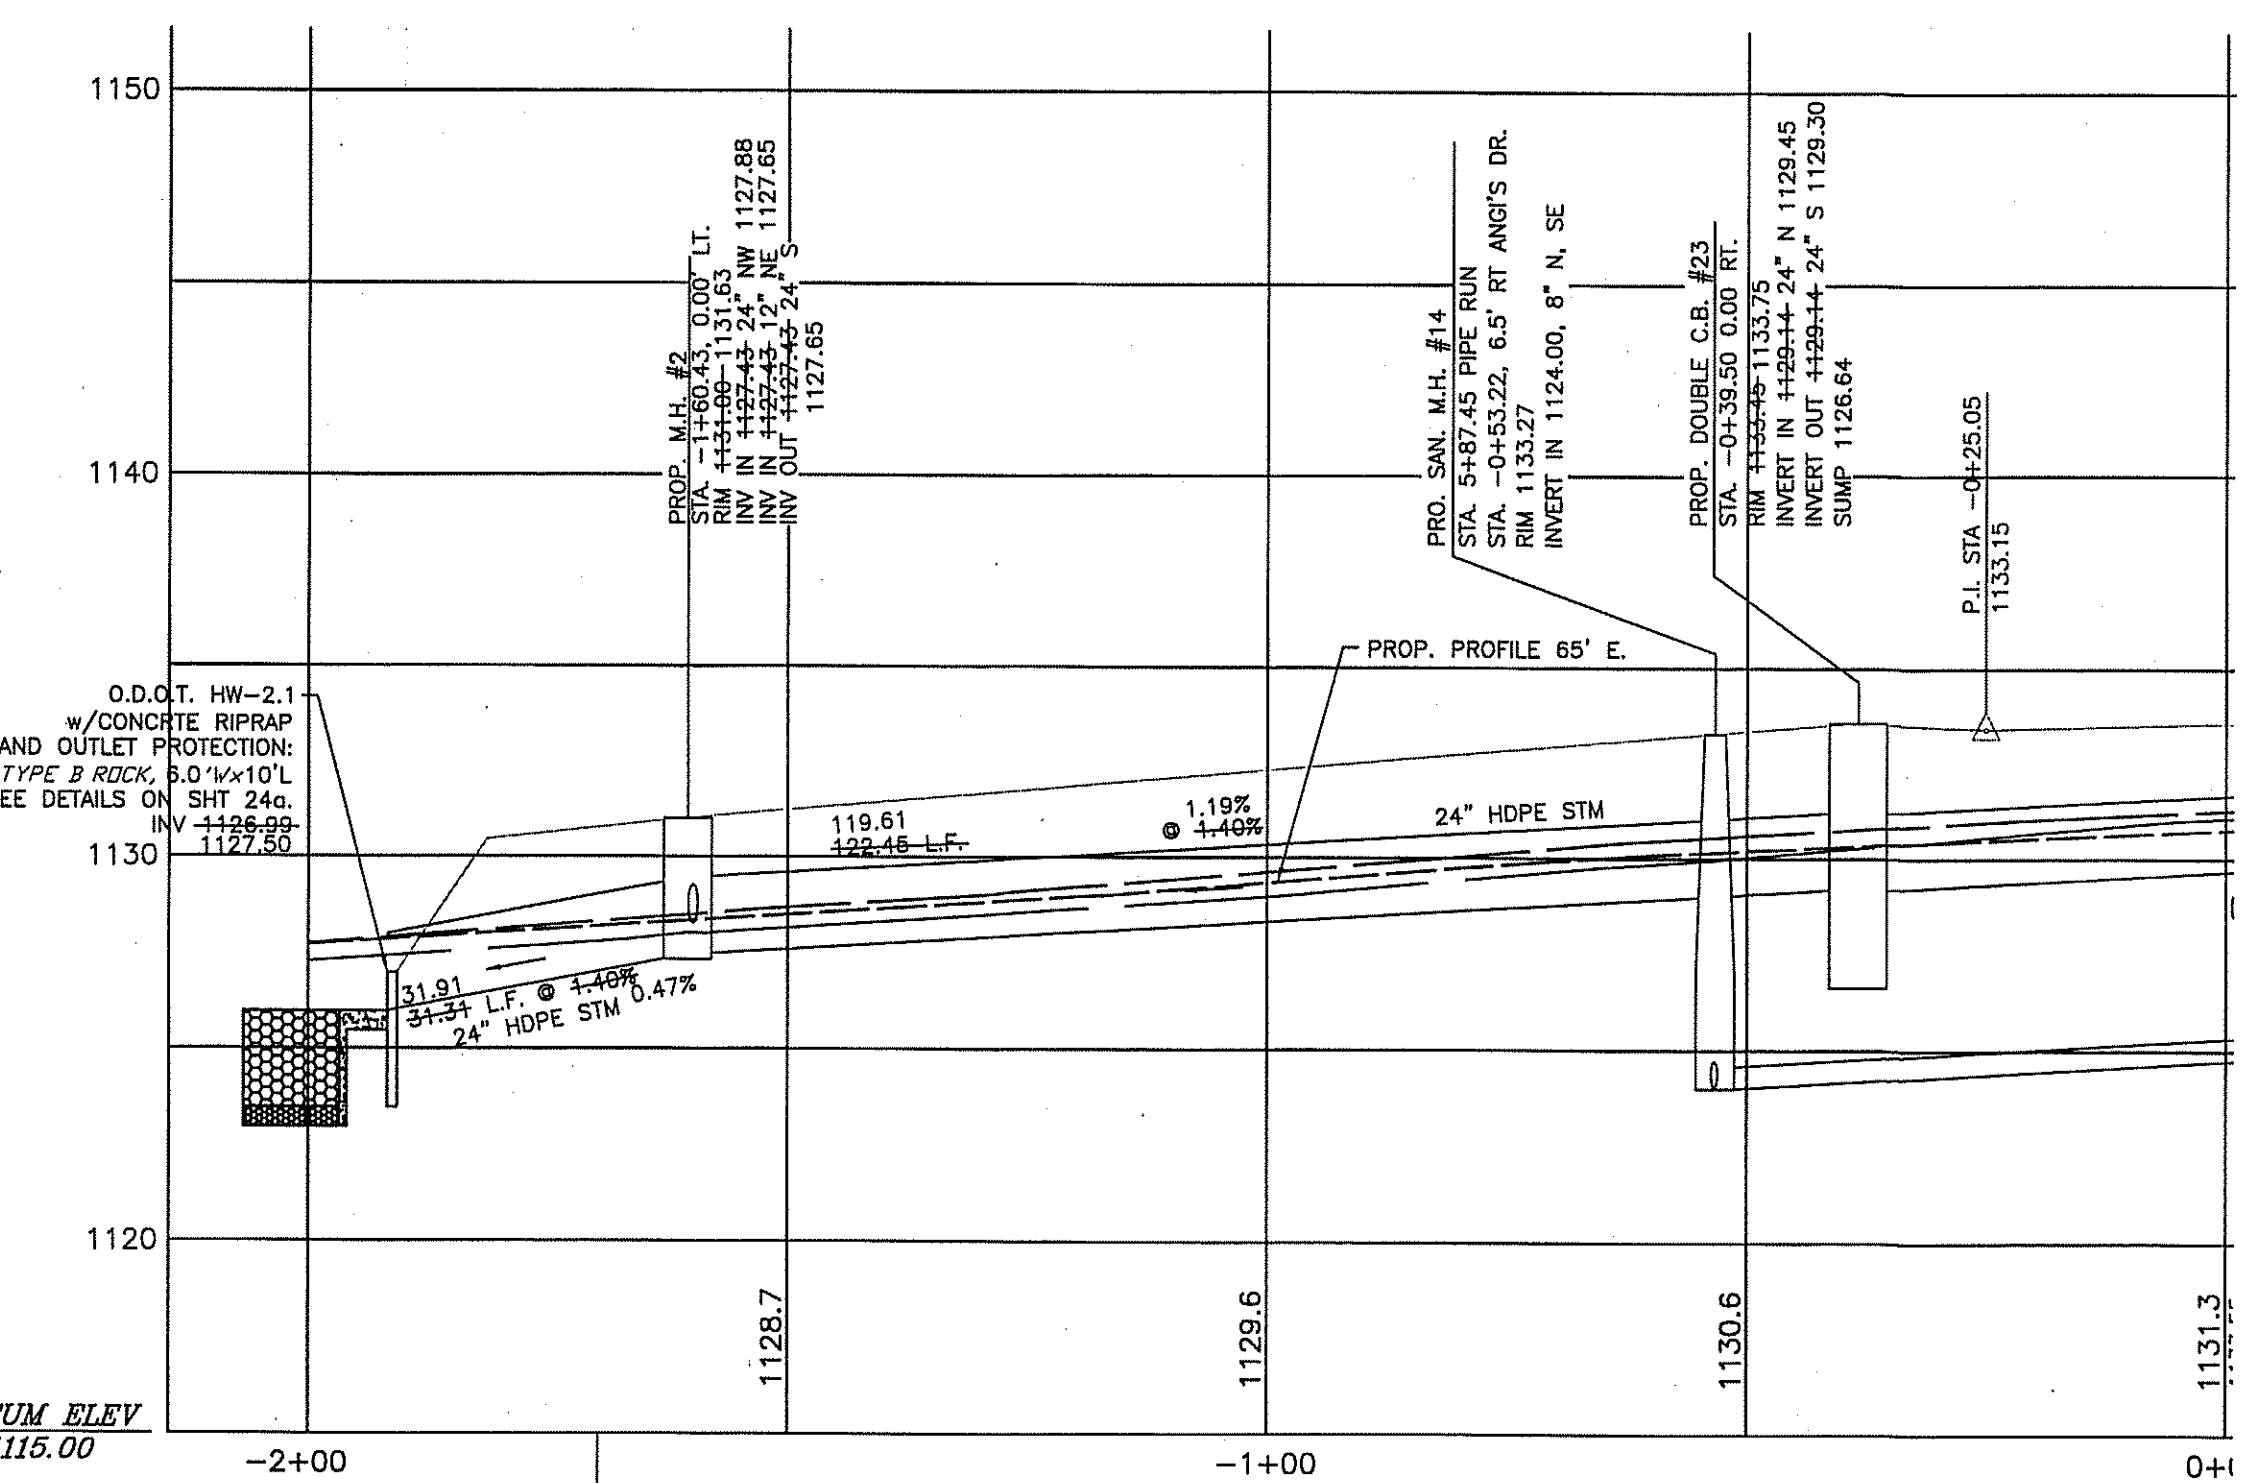 1150
1140
1130
1120
PROP. M.H. #2
STA. -1+60.43, 0.00' LT.
RIM 1131.00 1131.63
INV IN 1127.43 24" NW 1127.88
INV IN 1127.43 12" NE 1127.65
INV OUT 1127.43 24" S
1127.65
PRO. SAN. M.H. #14
STA. 5+87.45 PIPE RUN
STA. -0+53.22, 6.5' RT ANGI'S DR.
RIM 1133.27
INVERT IN 1124.00, 8" N, SE
PROP. DOUBLE C.B. #23
STA. -0+39.50 0.00 RT.
RIM 1133.45 1133.75
INVERT IN 1129.14 24" N 1129.45
INVERT OUT 1129.14 24" S 1129.30
SUMP 1126.64
P.I. STA -0+25.05
1133.15
PROP. PROFILE 65' E.
O.D.O.T. HW-2.1
w/CONCRTE RIPRAP
AND OUTLET PROTECTION:
TYPE B ROCK, 6.0'Wx10'L
EE DETAILS ON SHT 24a.
INV 1126.99
1127.50
119.61
122.45 L.F.
1.19%
@ 1.40%
24" HDPE STM
31.91
31.31 L.F. @ 1.40% 0.47%
24" HDPE STM
1128.7
1129.6
1130.6
1131.3
TUM ELEV
1115.00
-2+00
-1+00
0+0